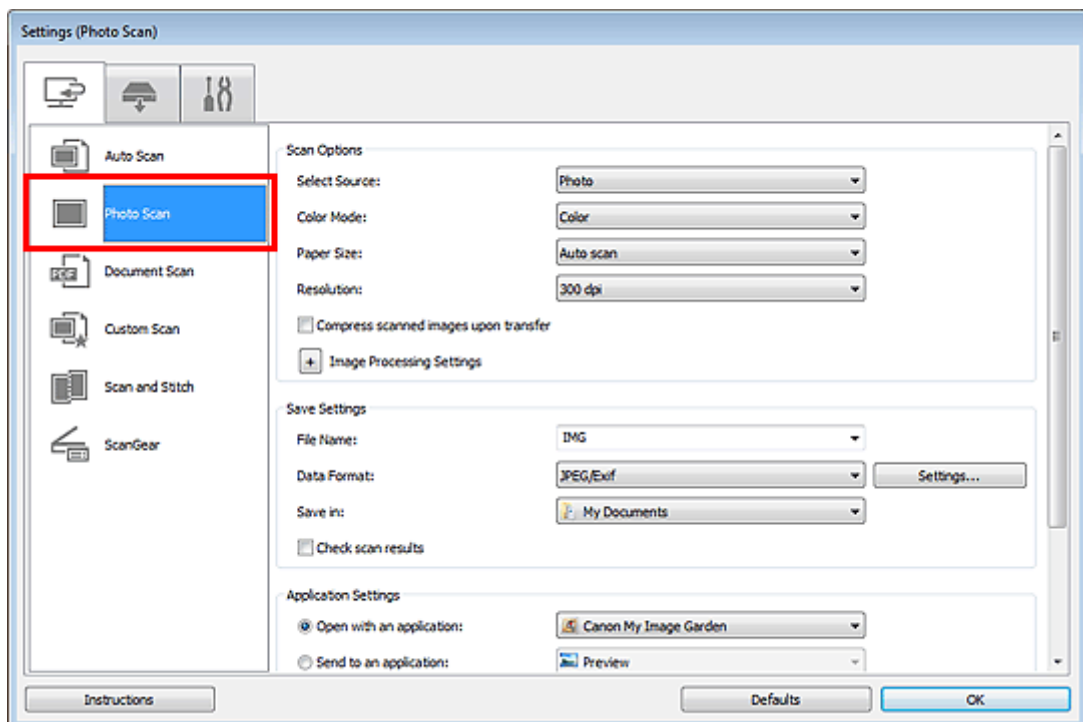 Settings (Photo Scan)
Auto Scan
Photo Scan
PDF
Document Scan
Custom Scan
Scan and Stitch
ScanGear
Scan Options
Select Source: Photo
Color Mode: Color
Paper Size: Auto scan
Resolution: 300 dpi
Compress scanned images upon transfer
+ Image Processing Settings
Save Settings
File Name: IMG
Data Format: JPEG/Exif Settings...
Save in: My Documents
Check scan results
Application Settings
Open with an application: Canon My Image Garden
Send to an application: Preview
Instructions Defaults OK